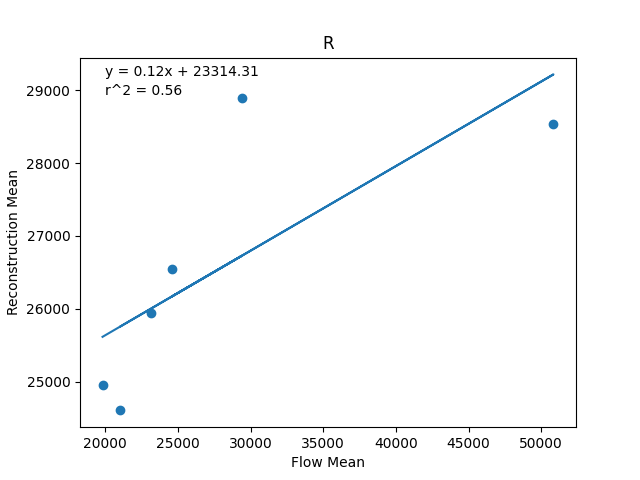 R
y = 0.12x + 23314.31
r^2 = 0.56
29000
28000
27000
26000
25000
Reconstruction Mean
20000 25000 30000 35000 40000 45000 50000
Flow Mean